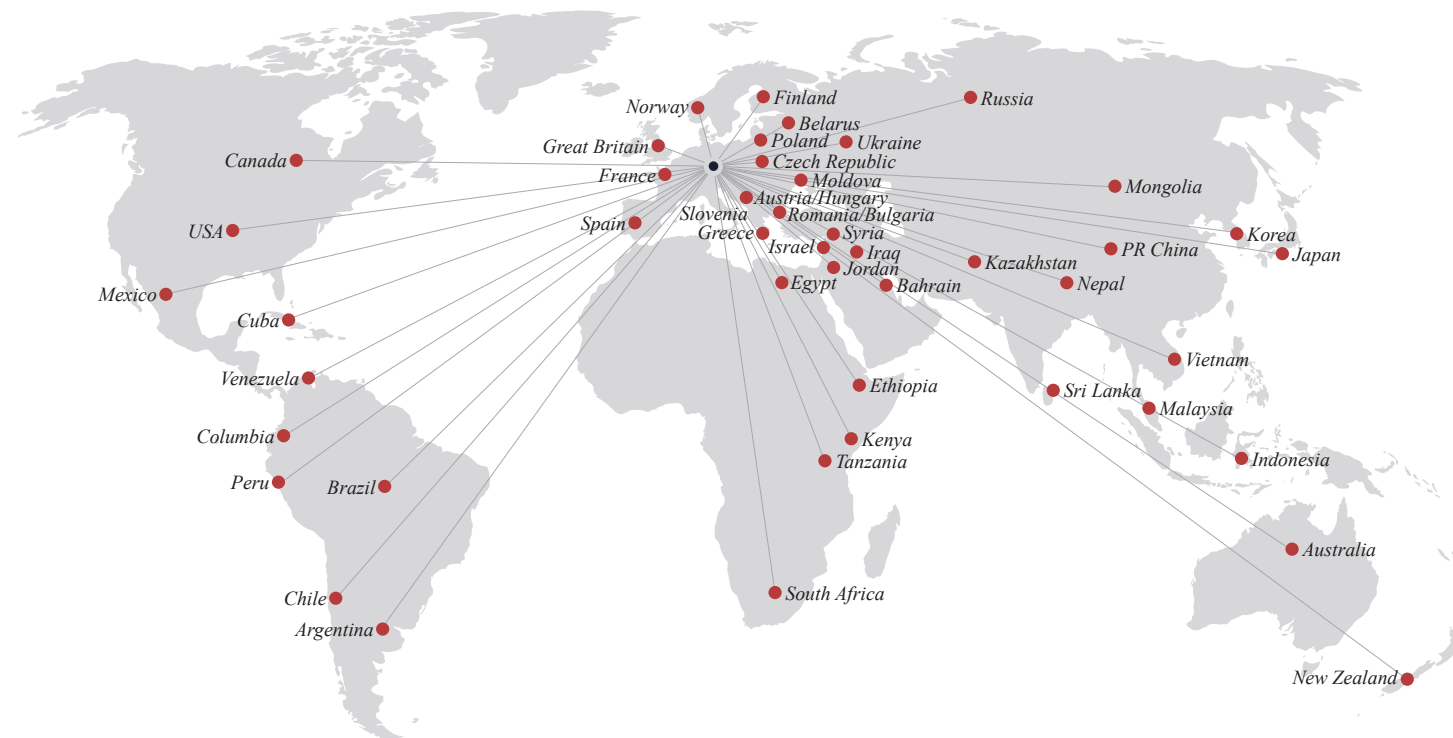 Finland
Russia
Norway
Belarus
Poland
Ukraine
Great Britain
Canada
Czech Republic
France
Moldova
Mongolia
Austria/Hungary
Slovenia
Romania/Bulgaria
Spain
USA
Greece
Syria
Korea
Israel
Iraq
PR China
Japan
Jordan
Kazakhstan
Egypt
Bahrain
Nepal
Mexico
Cuba
Vietnam
Venezuela
Ethiopia
Sri Lanka
Malaysia
Columbia
Kenya
Tanzania
Indonesia
Peru
Brazil
Australia
South Africa
Chile
Argentina
New Zealand